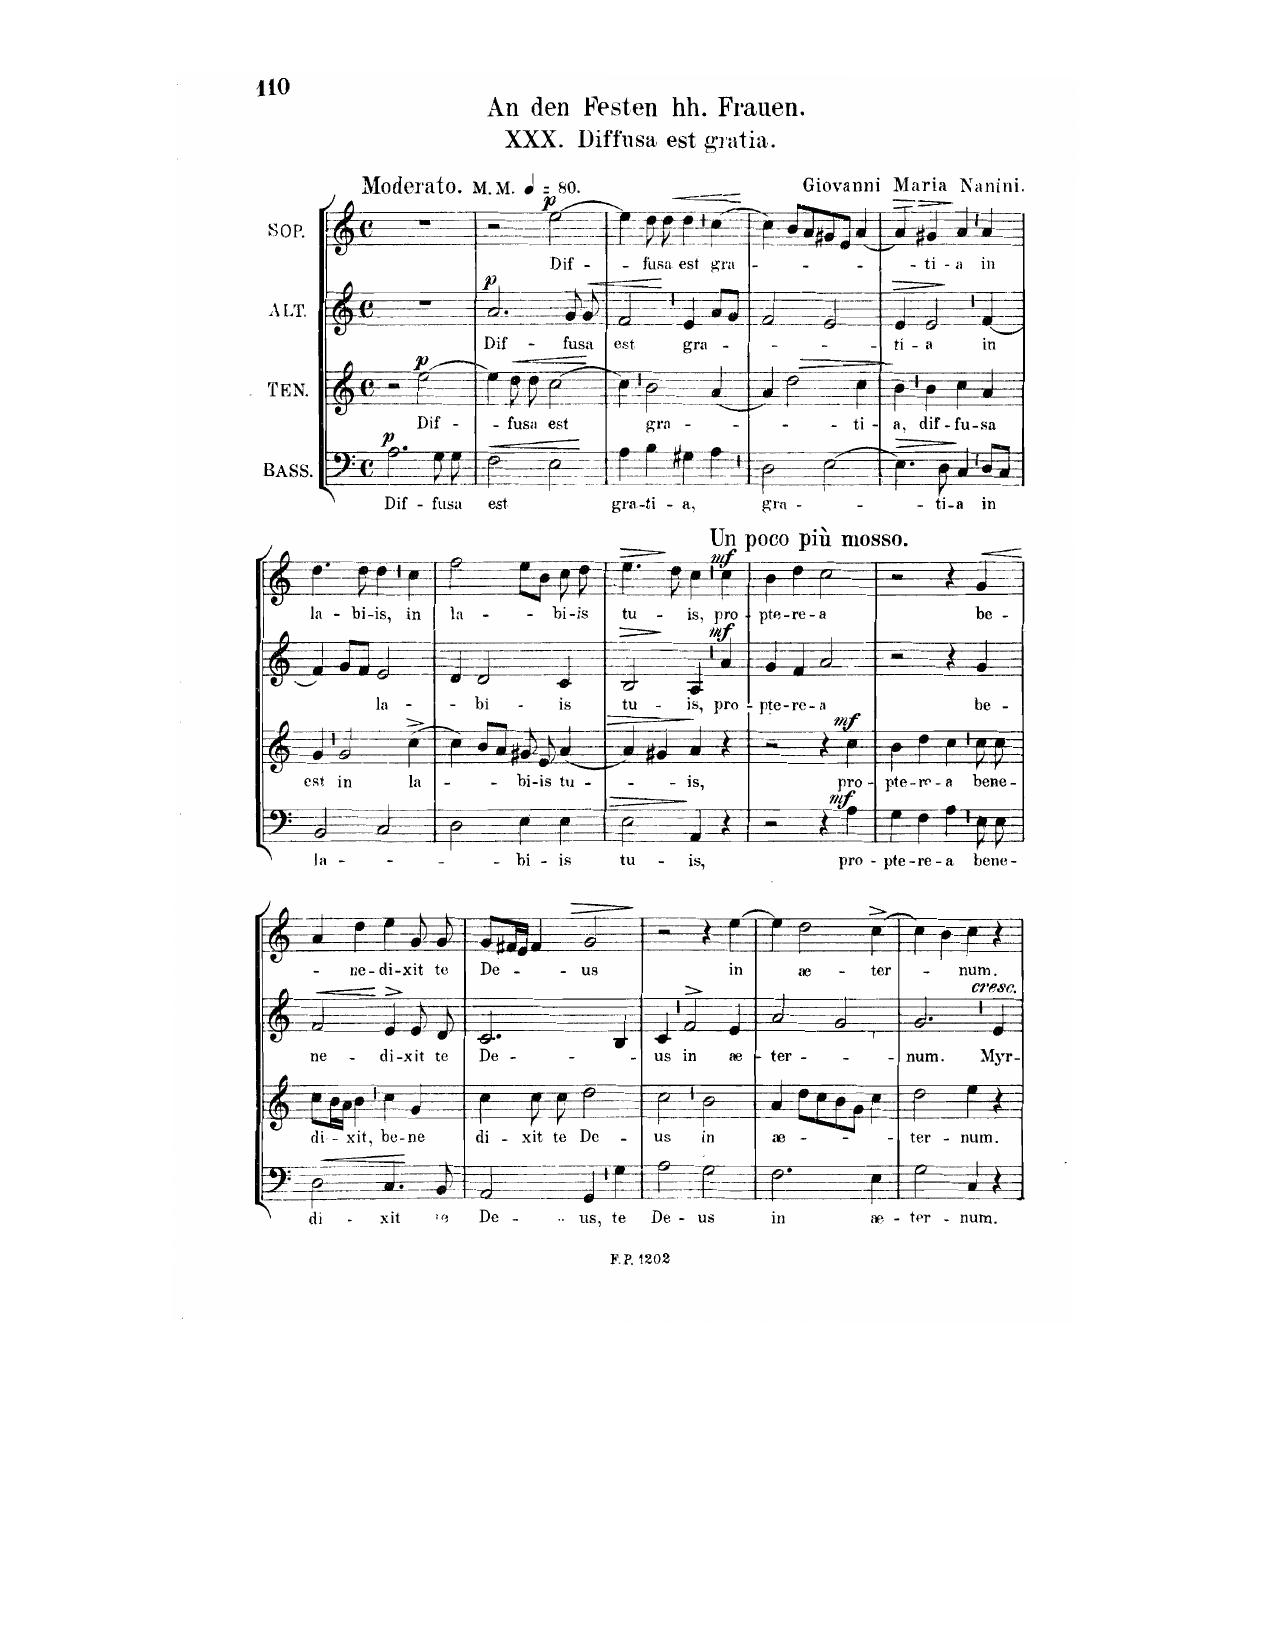 110
An den Festen hh. Frauen.
XXX. Diffusa est gratia.
Moderato. M. M. ♩ = 80.
Giovanni Maria Nanini.
p
SOP.
Dif - - fusa est gra - - - - ti - a in
p
ALT.
Dif - fusa est gra - - - - ti - a in
p
TEN.
Dif - - fusa est gra - - - - ti - a, dif - fu - sa
p
BASS.
Dif - fusa est gra - ti - a, gra - - - ti - a in
Un poco più mosso.
mf
la - bi - is, in la - - bi - is tu - is, pro - pte - re - a be -
mf
la - - bi - is tu - is, pro - pte - re - a be -
mf
est in la - - - bi - is tu - - - is, pro - pte - re - a bene -
mf
la - - - - bi - is tu - is, pro - pte - re - a bene -
- ne - di - xit te De - - us in æ - ter - - num.
cresc.
ne - di - xit te De - - - us in æ - ter - - - num. Myr -
di - xit, be - ne di - xit te De - us in æ - - - - ter - num.
di - xit De - us, te De - us in æ - ter - num.
F. P. 1202